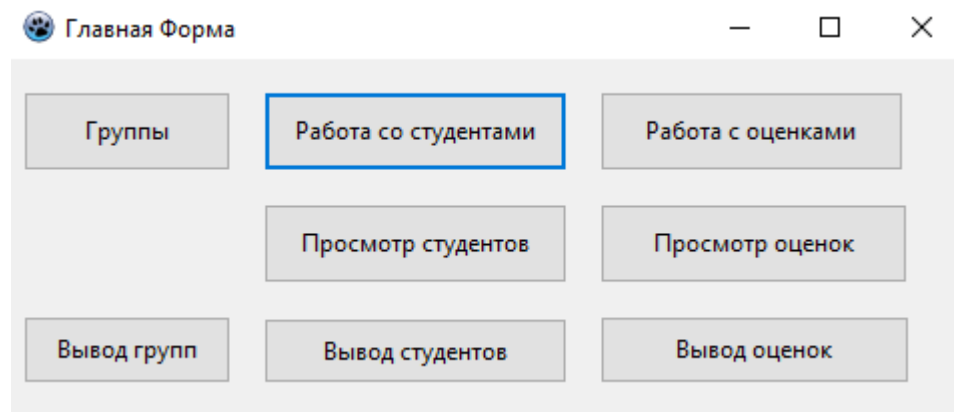 Главная Форма
Группы
Работа со студентами
Работа с оценками
Просмотр студентов
Просмотр оценок
Вывод групп
Вывод студентов
Вывод оценок